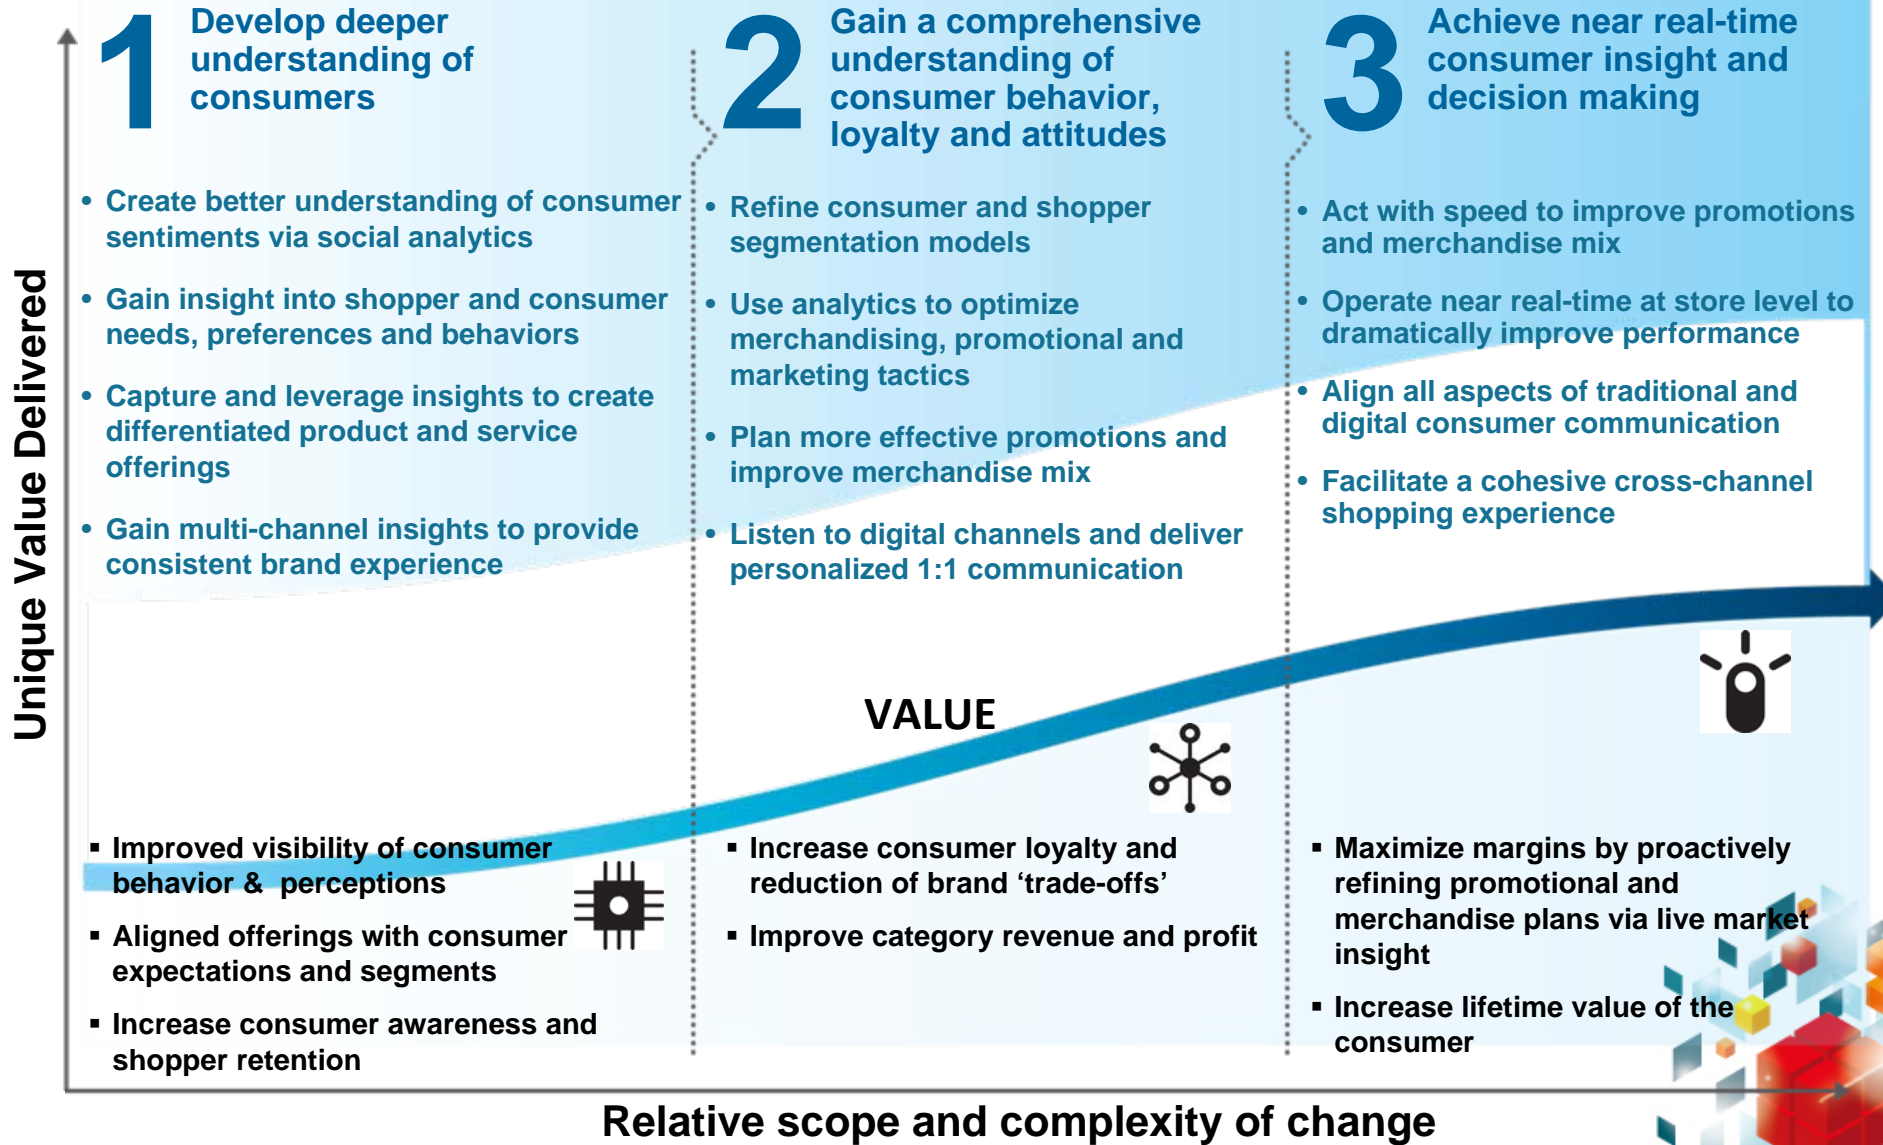 1
Develop deeper
understanding of
consumers
• Create better understanding of consumer
sentiments via social analytics
• Gain insight into shopper and consumer
needs, preferences and behaviors
• Capture and leverage insights to create
differentiated product and service
offerings
• Gain multi-channel insights to provide
consistent brand experience
2
Gain a comprehensive
understanding of
consumer behavior,
loyalty and attitudes
• Refine consumer and shopper
segmentation models
• Use analytics to optimize
merchandising, promotional and
marketing tactics
• Plan more effective promotions and
improve merchandise mix
• Listen to digital channels and deliver
personalized 1:1 communication
3
Achieve near real-time
consumer insight and
decision making
• Act with speed to improve promotions
and merchandise mix
• Operate near real-time at store level to
dramatically improve performance
• Align all aspects of traditional and
digital consumer communication
• Facilitate a cohesive cross-channel
shopping experience
Unique Value Delivered
VALUE
▪ Improved visibility of consumer
behavior &  perceptions
▪ Aligned offerings with consumer
expectations and segments
▪ Increase consumer awareness and
shopper retention
▪ Increase consumer loyalty and
reduction of brand ‘trade-offs’
▪ Improve category revenue and profit
▪ Maximize margins by proactively
refining promotional and
merchandise plans via live market
insight
▪ Increase lifetime value of the
consumer
Relative scope and complexity of change